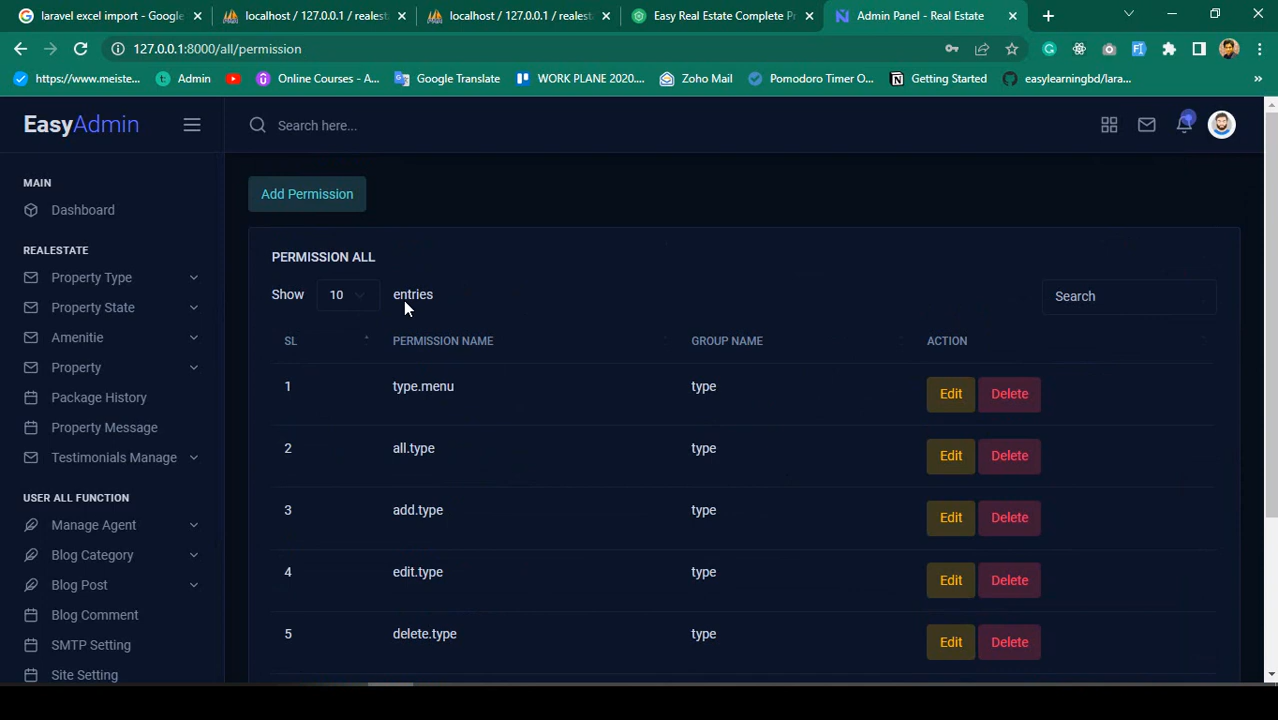 laravel excel import - Google
localhost / 127.0.0.1 / realest
localhost / 127.0.0.1 / realest
Easy Real Estate Complete Pr
Admin Panel - Real Estate
127.0.0.1:8000/all/permission
https://www.meiste...
Admin
Online Courses - A...
Google Translate
WORK PLANE 2020....
Zoho Mail
Pomodoro Timer O...
Getting Started
easylearningbd/lara...
EasyAdmin
Search here...
MAIN
Dashboard
REALESTATE
Property Type
Property State
Amenitie
Property
Package History
Property Message
Testimonials Manage
USER ALL FUNCTION
Manage Agent
Blog Category
Blog Post
Blog Comment
SMTP Setting
Site Setting
Add Permission
PERMISSION ALL
Show 10 entries
Search
SL PERMISSION NAME GROUP NAME ACTION
1 type.menu type Edit Delete
2 all.type type Edit Delete
3 add.type type Edit Delete
4 edit.type type Edit Delete
5 delete.type type Edit Delete